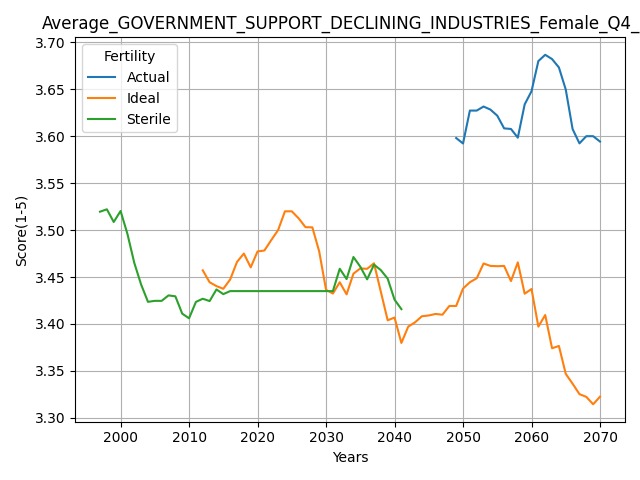 Average_GOVERNMENT_SUPPORT_DECLINING_INDUSTRIES_Female_Q4_
Fertility
Actual
Ideal
Sterile
Score(1-5)
3.70
3.65
3.60
3.55
3.50
3.45
3.40
3.35
3.30
2000 2010 2020 2030 2040 2050 2060 2070
Years